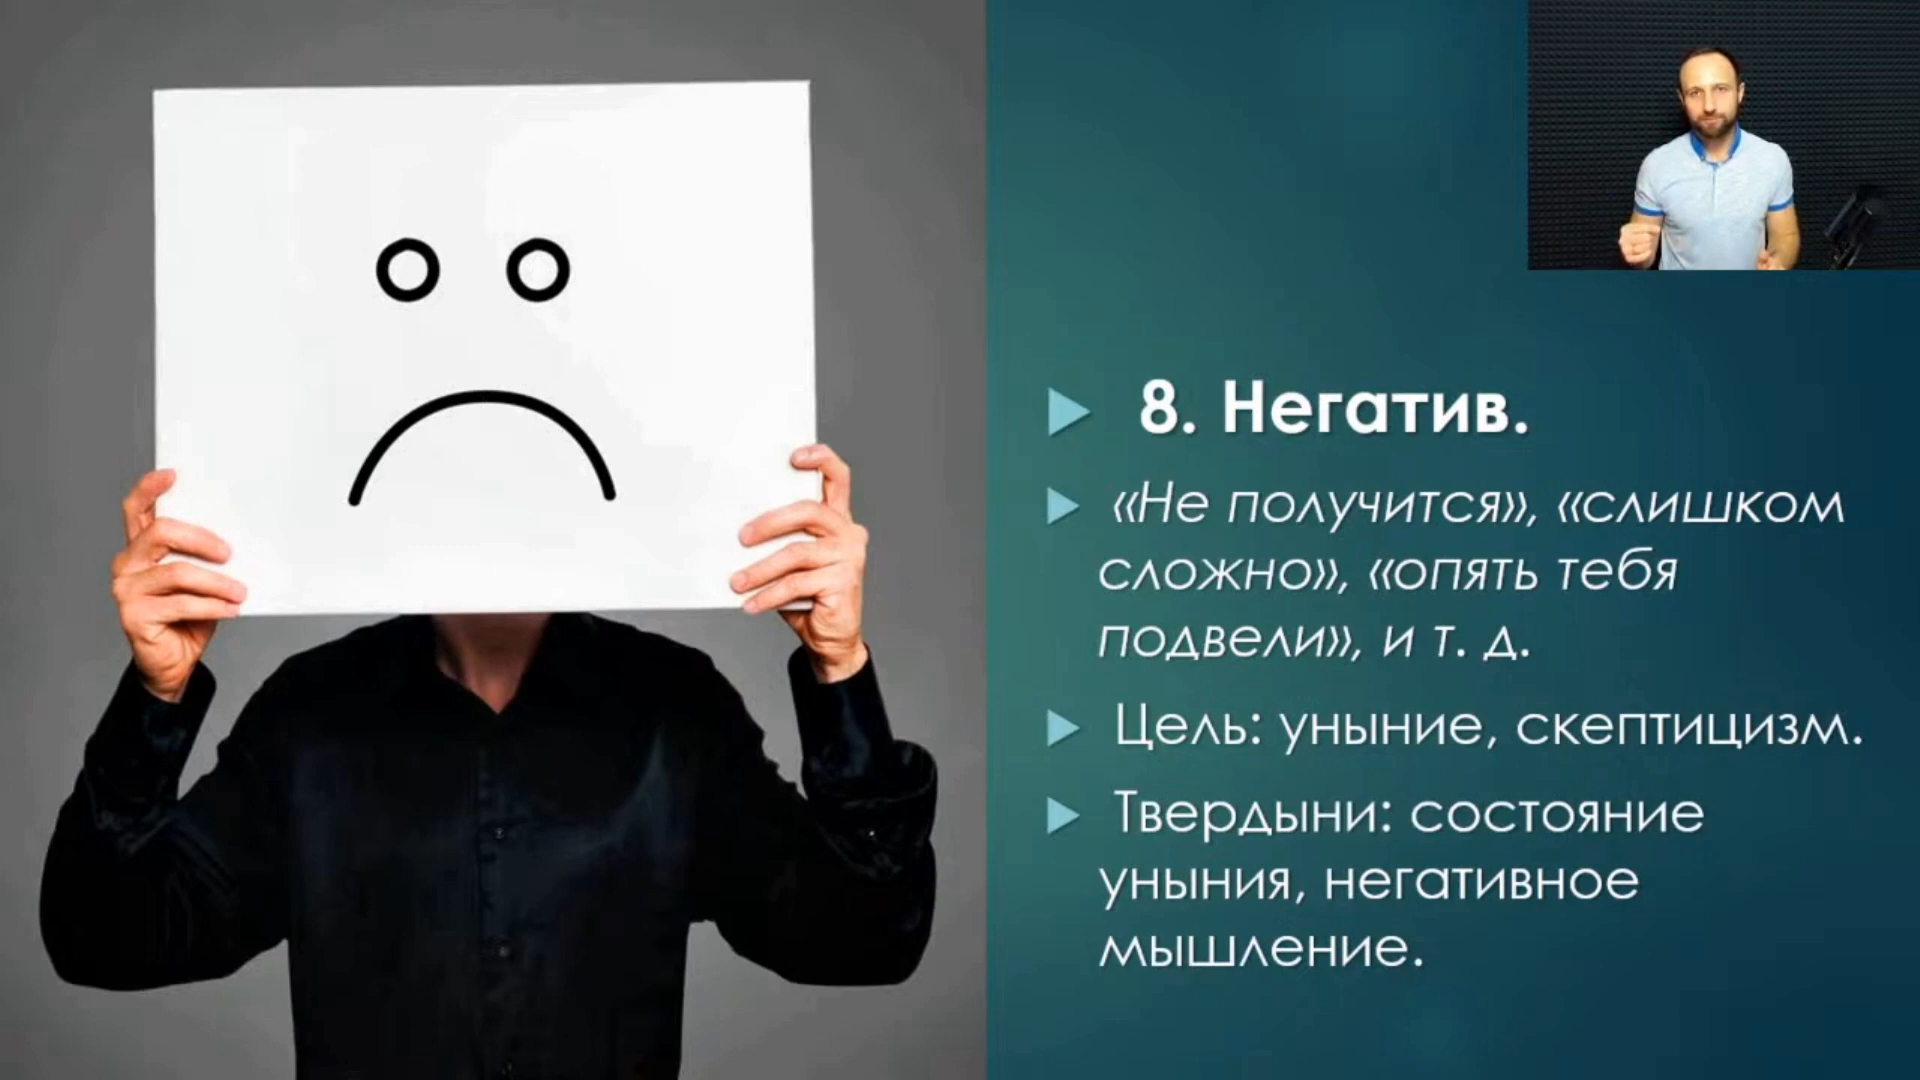 8. Негатив.
«Не получится», «слишком
сложно», «опять тебя
подвели», и т. д.
Цель: уныние, скептицизм.
Твердыни: состояние
уныния, негативное
мышление.